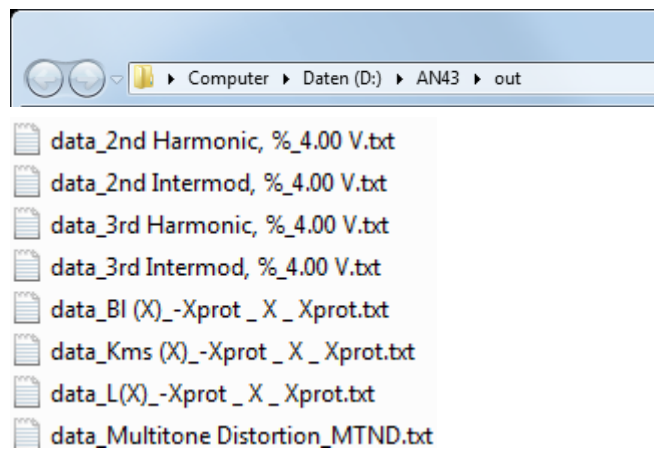 Computer ▸ Daten (D:) ▸ AN43 ▸ out
data_2nd Harmonic, %_4.00 V.txt
data_2nd Intermod, %_4.00 V.txt
data_3rd Harmonic, %_4.00 V.txt
data_3rd Intermod, %_4.00 V.txt
data_Bl (X)_-Xprot _ X _ Xprot.txt
data_Kms (X)_-Xprot _ X _ Xprot.txt
data_L(X)_-Xprot _ X _ Xprot.txt
data_Multitone Distortion_MTND.txt